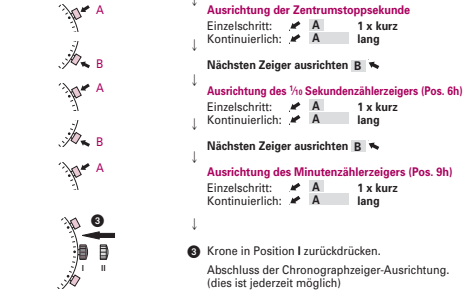 A
Ausrichtung der Zentrumstoppsekunde
Einzelschritt: A 1 x kurz
Kontinuierlich: A lang
B
Nächsten Zeiger ausrichten B
A
Ausrichtung des 1/10 Sekundenzählerzeigers (Pos. 6h)
Einzelschritt: A 1 x kurz
Kontinuierlich: A lang
B
Nächsten Zeiger ausrichten B
A
Ausrichtung des Minutenzählerzeigers (Pos. 9h)
Einzelschritt: A 1 x kurz
Kontinuierlich: A lang
3
I II
3 Krone in Position I zurückdrücken.
Abschluss der Chronographzeiger-Ausrichtung.
(dies ist jederzeit möglich)